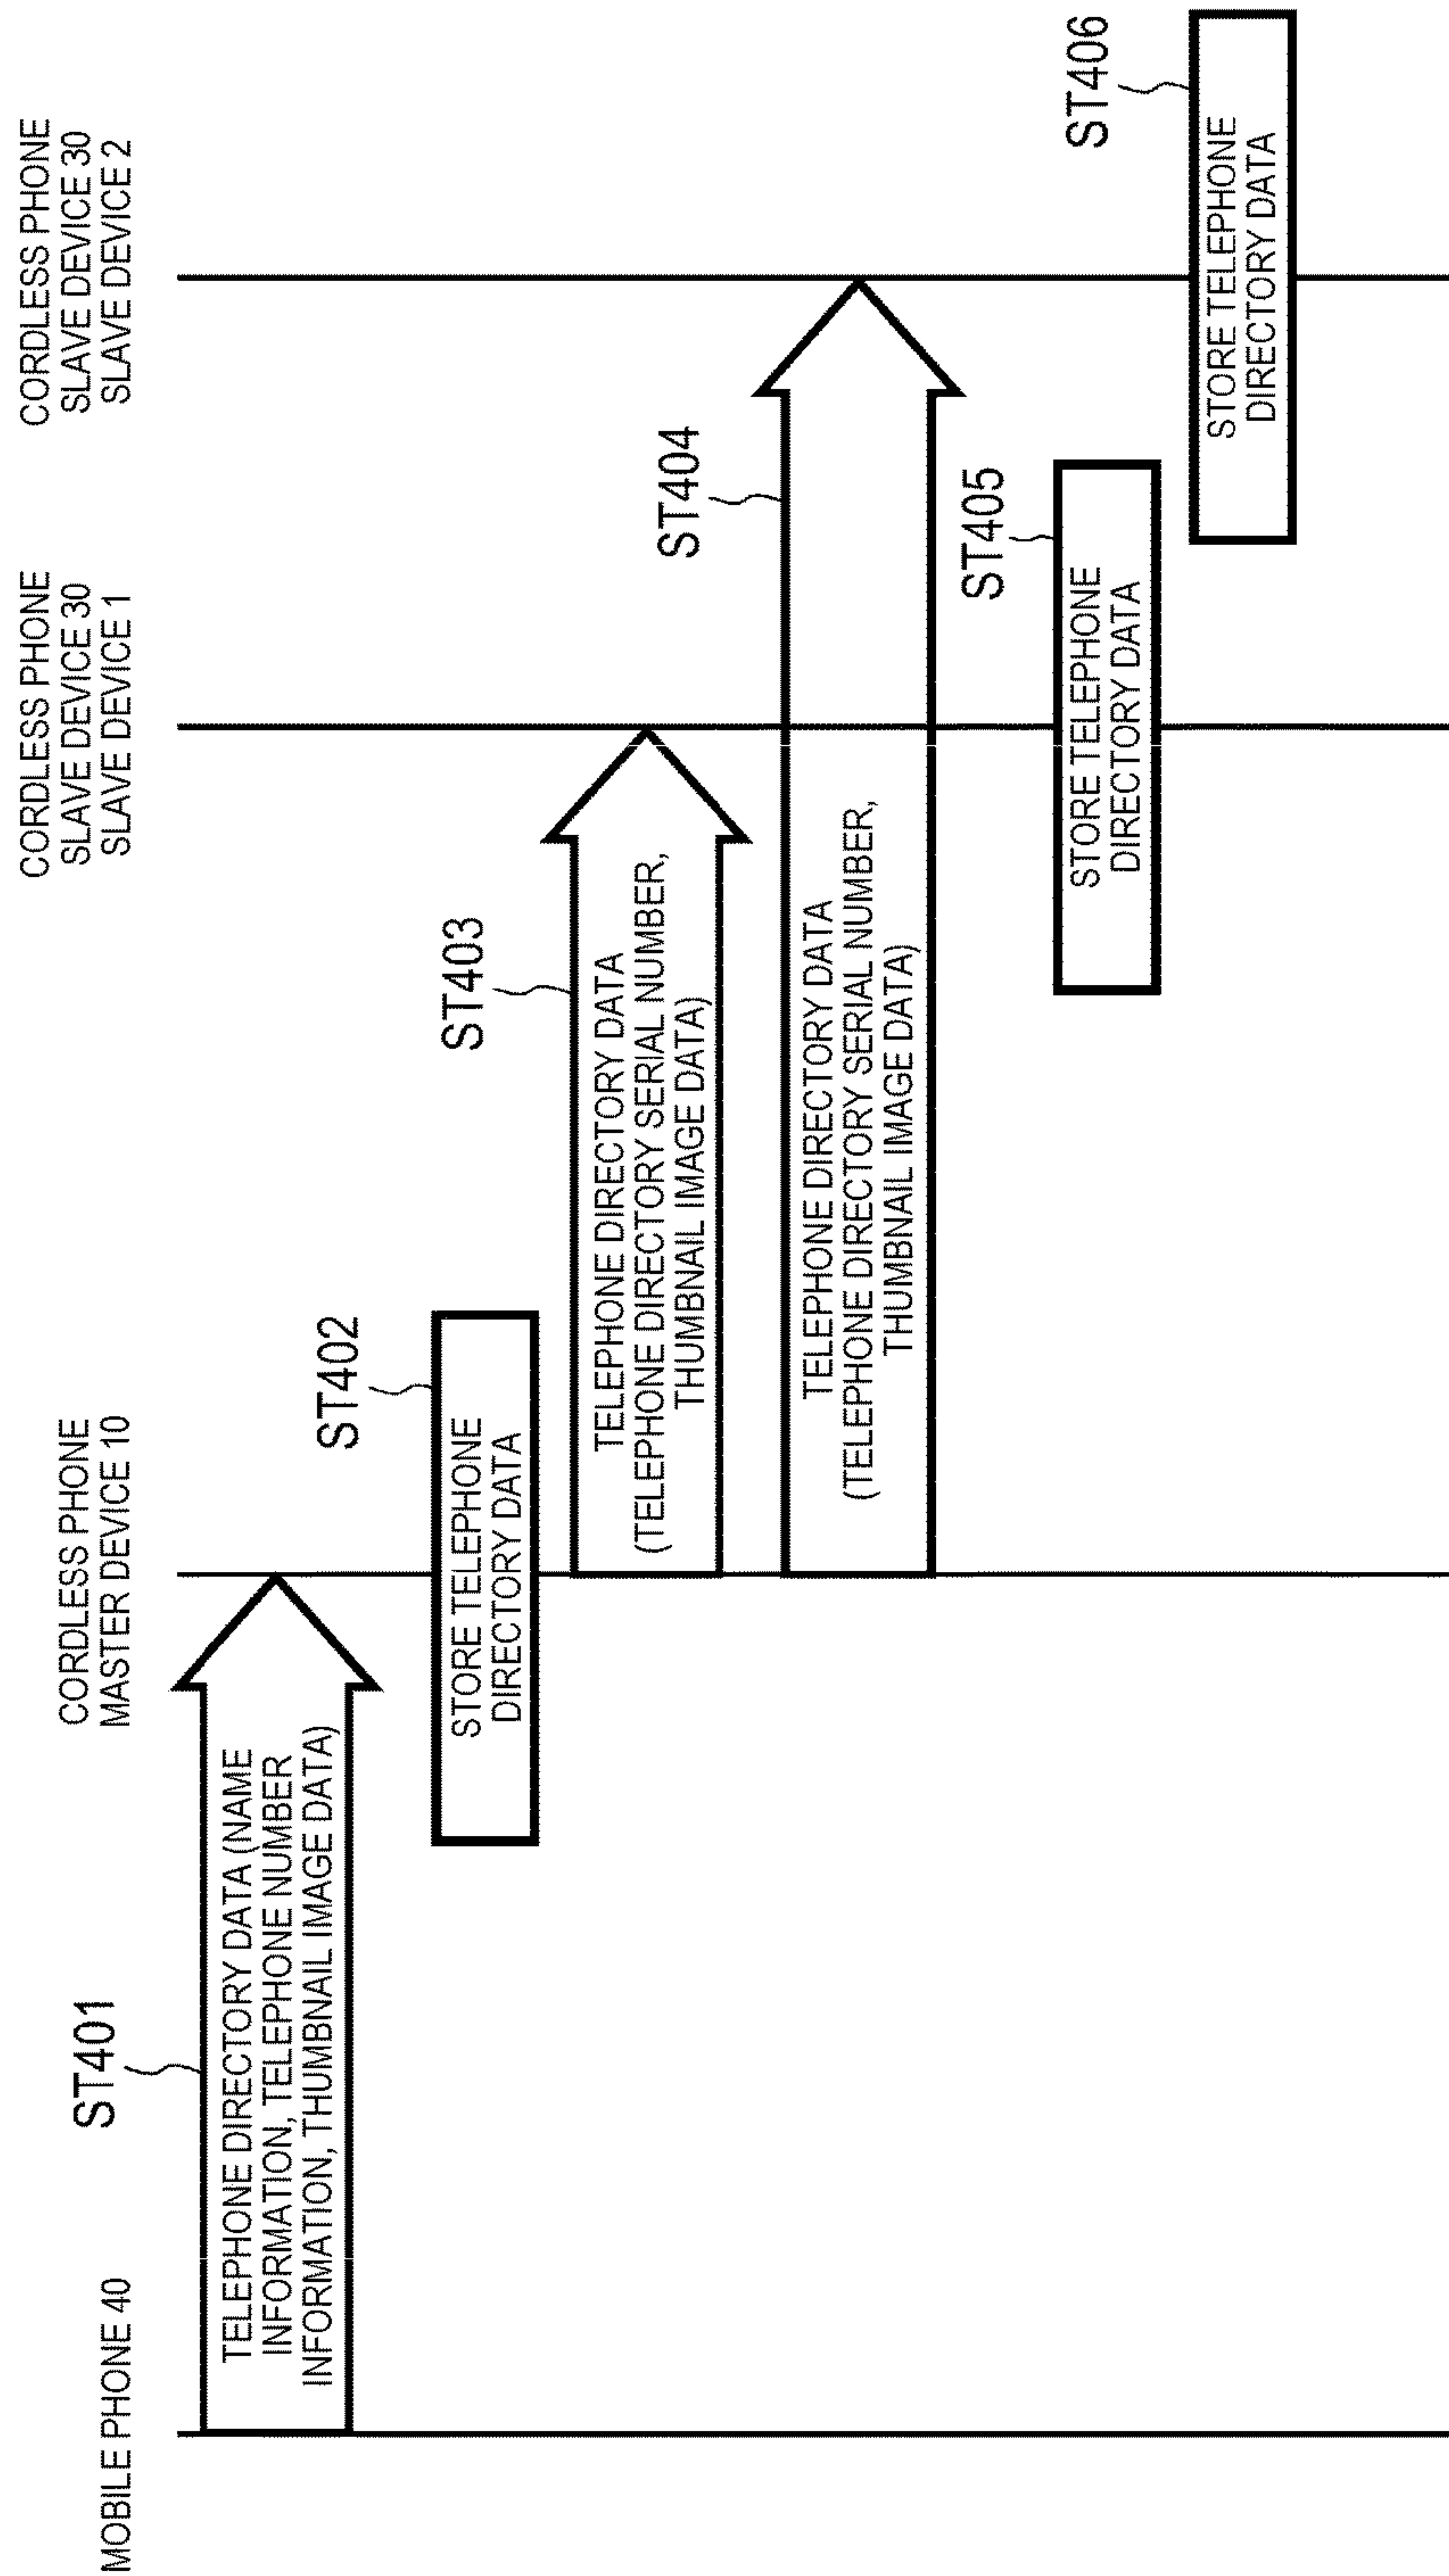 MOBILE PHONE 40
CORDLESS PHONE
MASTER DEVICE 10
CORDLESS PHONE
SLAVE DEVICE 30
SLAVE DEVICE 1
CORDLESS PHONE
SLAVE DEVICE 30
SLAVE DEVICE 2
ST401
TELEPHONE DIRECTORY DATA (NAME
INFORMATION, TELEPHONE NUMBER
INFORMATION, THUMBNAIL IMAGE DATA)
ST402
STORE TELEPHONE
DIRECTORY DATA
ST403
TELEPHONE DIRECTORY DATA
(TELEPHONE DIRECTORY SERIAL NUMBER,
THUMBNAIL IMAGE DATA)
ST404
TELEPHONE DIRECTORY DATA
(TELEPHONE DIRECTORY SERIAL NUMBER,
THUMBNAIL IMAGE DATA)
ST405
STORE TELEPHONE
DIRECTORY DATA
ST406
STORE TELEPHONE
DIRECTORY DATA